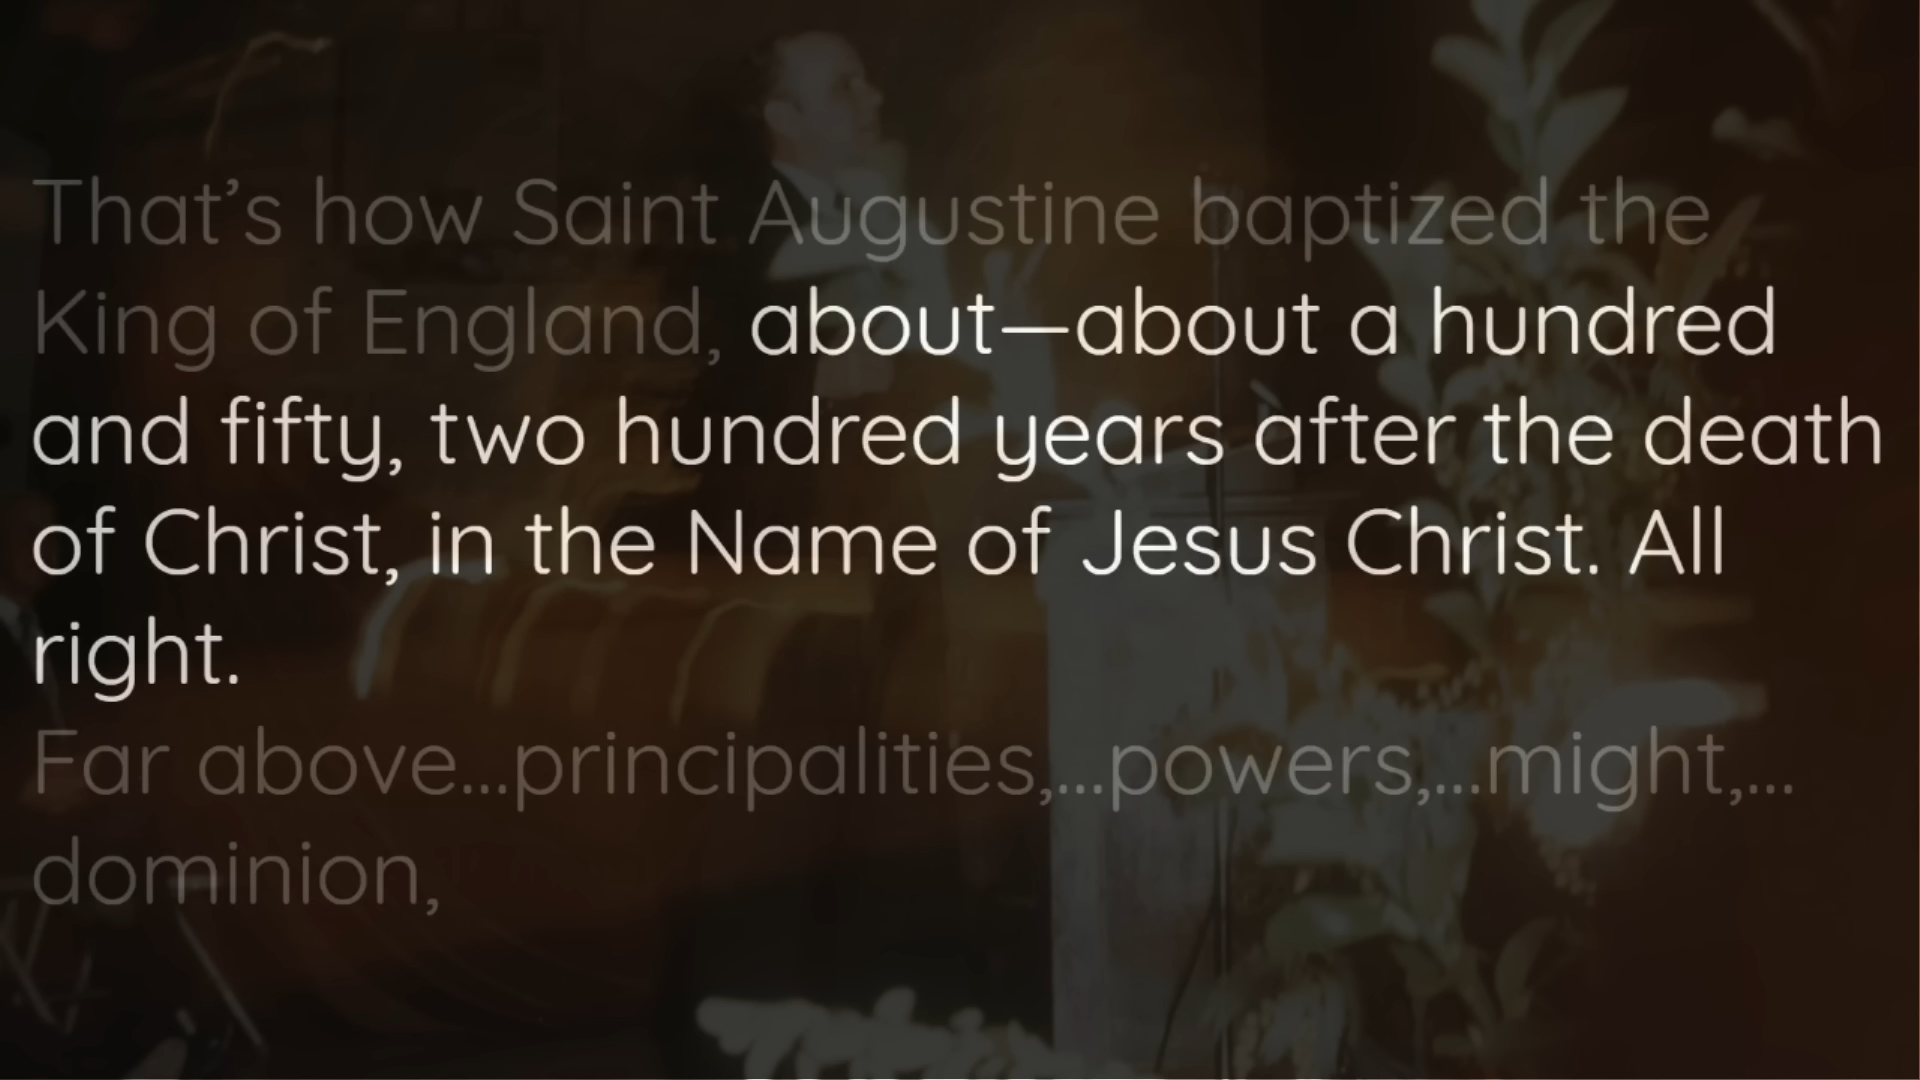 That’s how Saint Augustine baptized the
King of England, about—about a hundred
and fifty, two hundred years after the death
of Christ, in the Name of Jesus Christ. All
right.
Far above...principalities,...powers,...might,...
dominion,